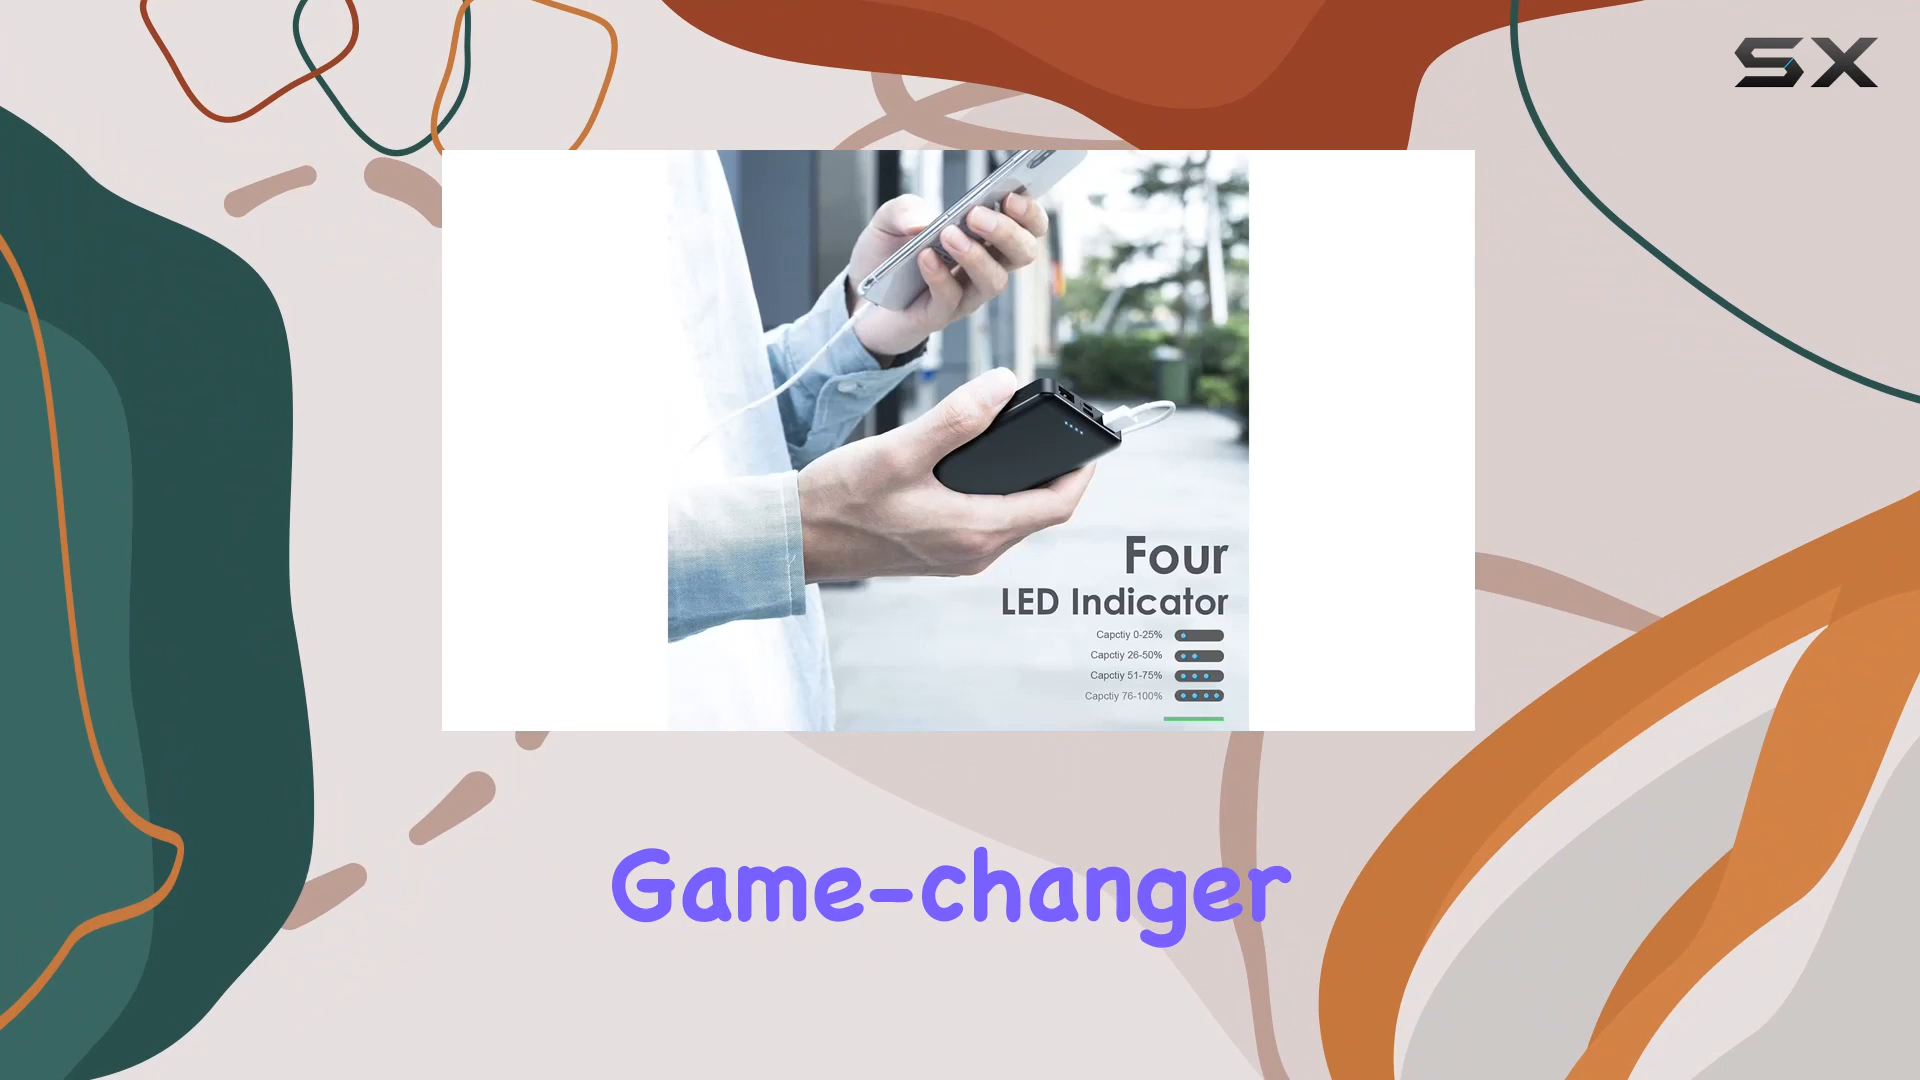 SX
Four
LED Indicator
Capctiy 0-25%
Capctiy 26-50%
Capctiy 51-75%
Capctiy 76-100%
Game-changer